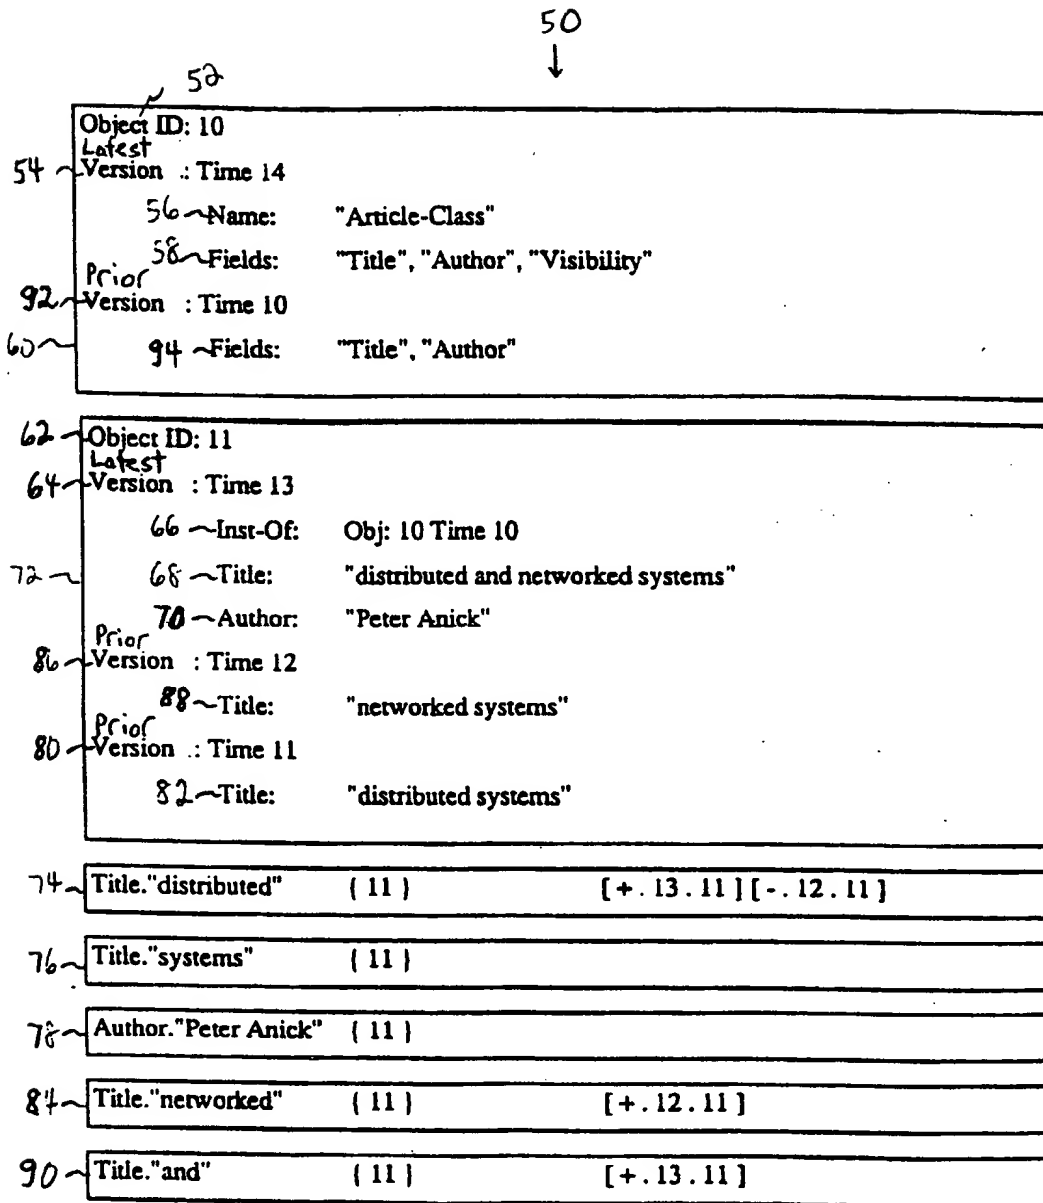 50
52
Object ID: 10
Latest
54 Version .: Time 14
56 Name: "Article-Class"
58 Fields: "Title", "Author", "Visibility"
Prior
92 Version : Time 10
60 94 Fields: "Title", "Author"
62 Object ID: 11
Latest
64 Version : Time 13
66 Inst-Of: Obj: 10 Time 10
72 68 Title: "distributed and networked systems"
70 Author: "Peter Anick"
Prior
86 Version : Time 12
88 Title: "networked systems"
Prior
80 Version .: Time 11
82 Title: "distributed systems"
74 Title."distributed" { 11 } [ + . 13 . 11 ] [ - . 12 . 11 ]
76 Title."systems" { 11 }
78 Author."Peter Anick" { 11 }
84 Title."networked" { 11 } [ + . 12 . 11 ]
90 Title."and" { 11 } [ + . 13 . 11 ]